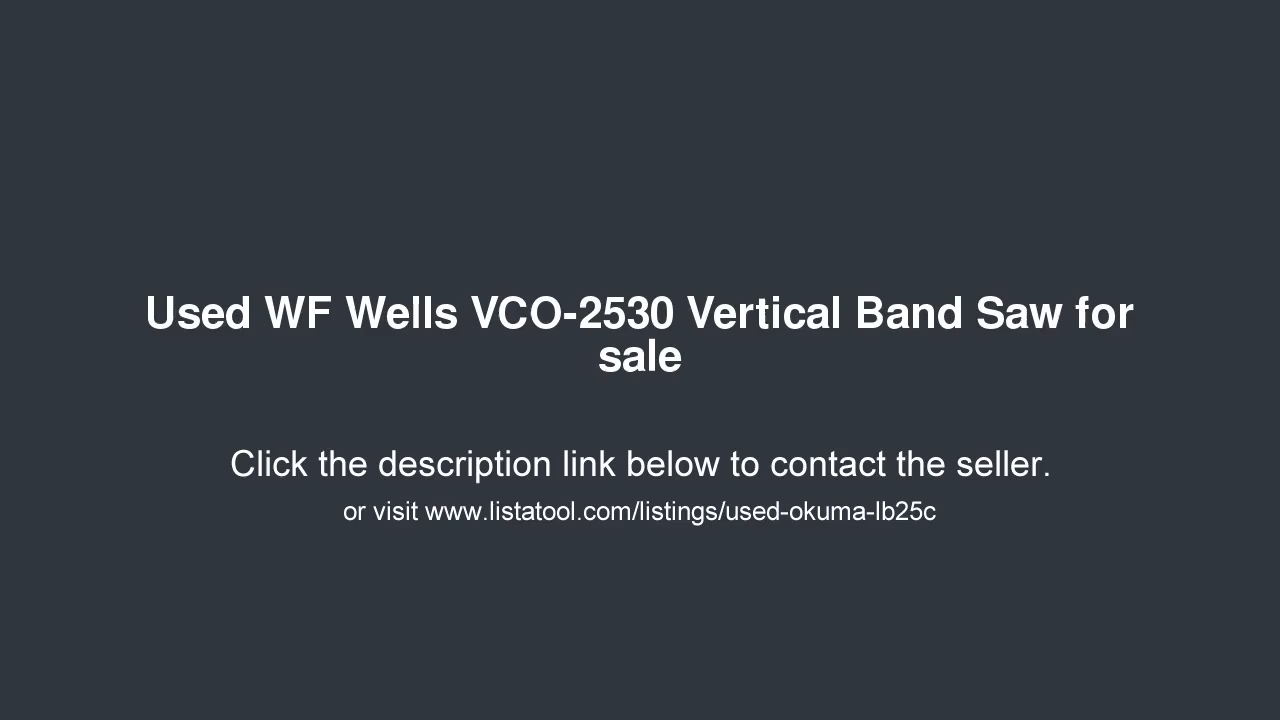 Used WF Wells VCO-2530 Vertical Band Saw for
sale
Click the description link below to contact the seller.
or visit www.listatool.com/listings/used-okuma-lb25c